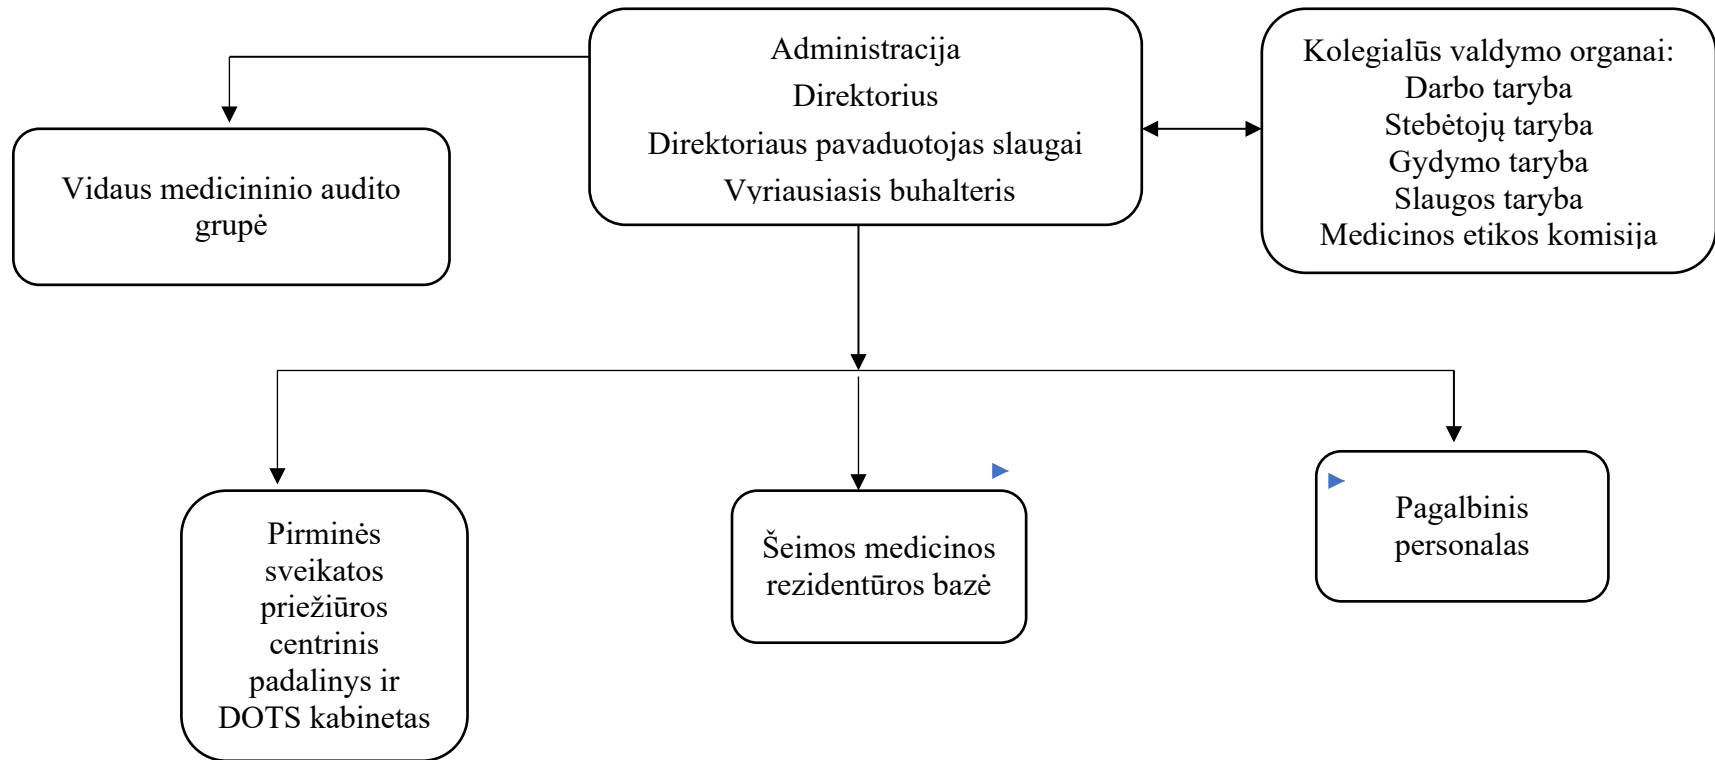 Administracija
Direktorius
Direktoriaus pavaduotojas slaugai
Vyriausiasis buhalteris
Kolegialūs valdymo organai:
Darbo taryba
Stebėtojų taryba
Gydymo taryba
Slaugos taryba
Medicinos etikos komisija
Vidaus medicininio audito
grupė
Pirminės
sveikatos
priežiūros
centrinis
padalinys ir
DOTS kabinetas
Šeimos medicinos
rezidentūros bazė
Pagalbinis
personalas